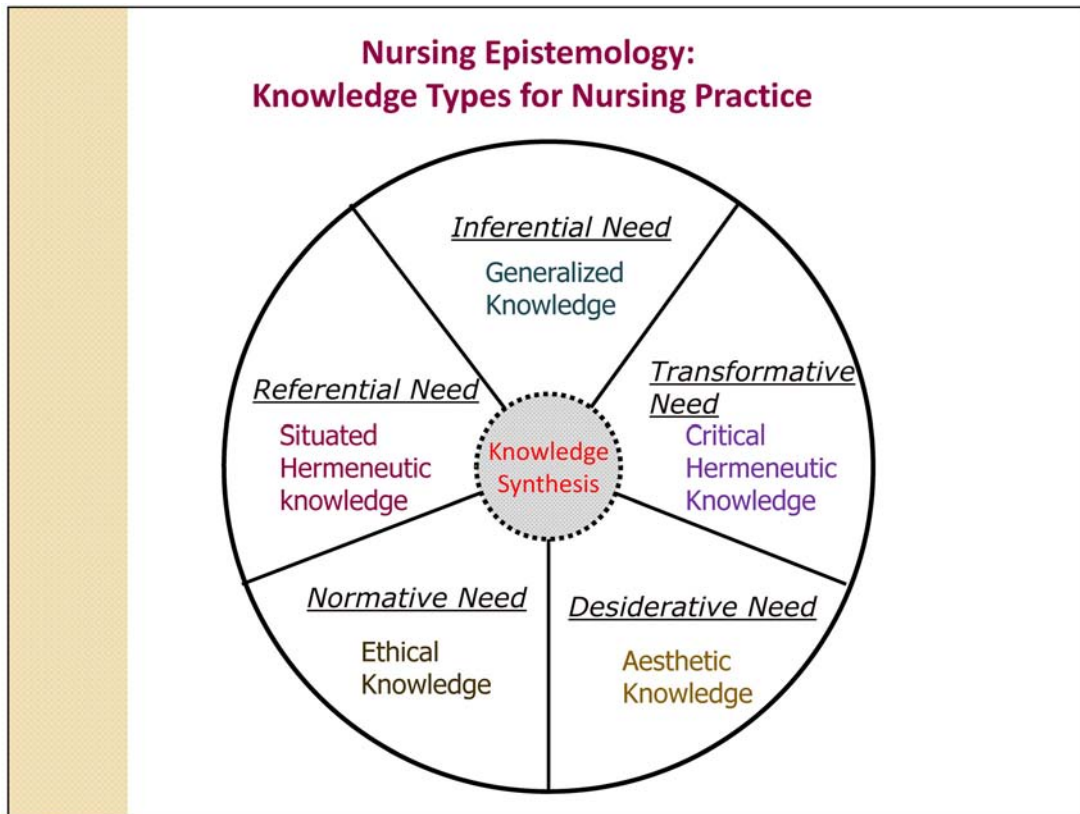 Nursing Epistemology:
Knowledge Types for Nursing Practice
Inferential Need
Generalized
Knowledge
Referential Need
Situated
Hermeneutic
knowledge
Knowledge
Synthesis
Transformative
Need
Critical
Hermeneutic
Knowledge
Normative Need
Ethical
Knowledge
Desiderative Need
Aesthetic
Knowledge